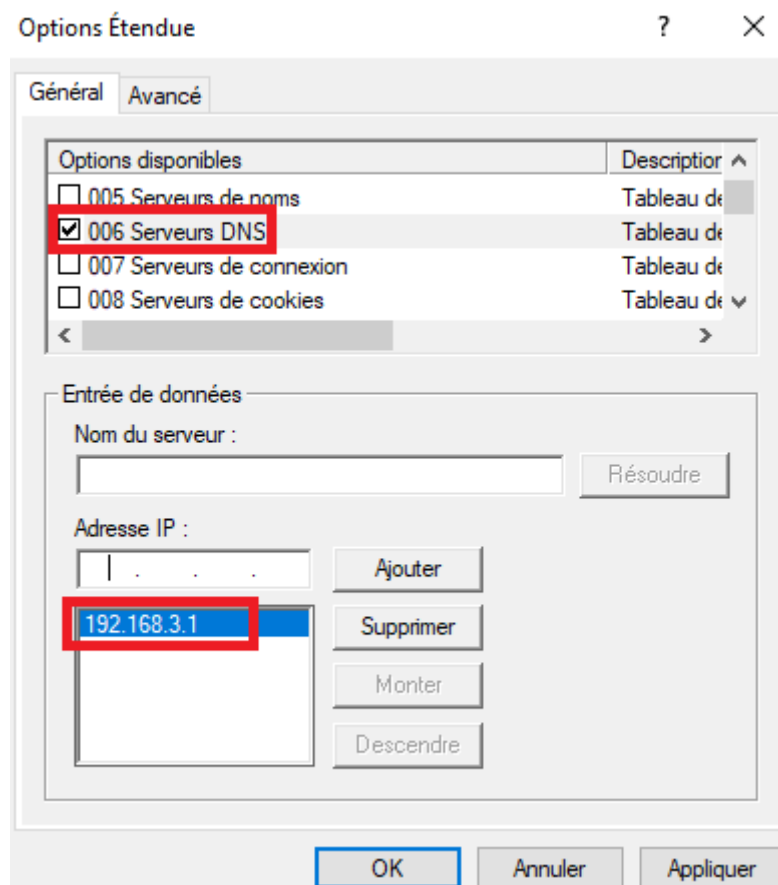 Options Étendue
Général Avancé
Options disponibles Description
005 Serveurs de noms Tableau de
006 Serveurs DNS Tableau de
007 Serveurs de connexion Tableau de
008 Serveurs de cookies Tableau de
Entrée de données
Nom du serveur :
Résoudre
Adresse IP :
. . . Ajouter
192.168.3.1 Supprimer
Monter
Descendre
OK Annuler Appliquer